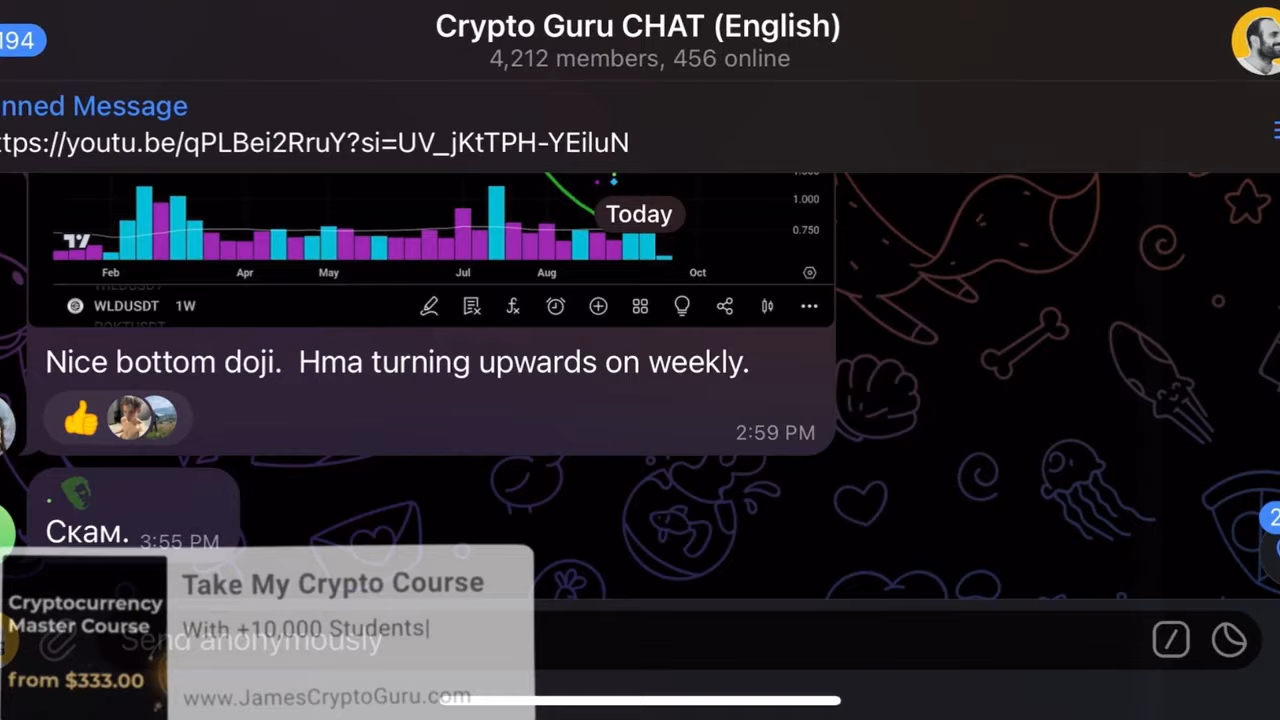 194
Crypto Guru CHAT (English)
4,212 members, 456 online
nned Message
ttps://youtu.be/qPLBei2RruY?si=UV_jKtTPH-YEiluN
1.000
0.750
Today
Feb Apr May Jul Aug Oct
WLDUSDT 1W
Nice bottom doji. Hma turning upwards on weekly.
2:59 PM
Скам. 3:55 PM
2
Cryptocurrency
Master Course
from $333.00
Take My Crypto Course
With +10,000 Students|
www.JamesCryptoGuru.com
Send anonymously